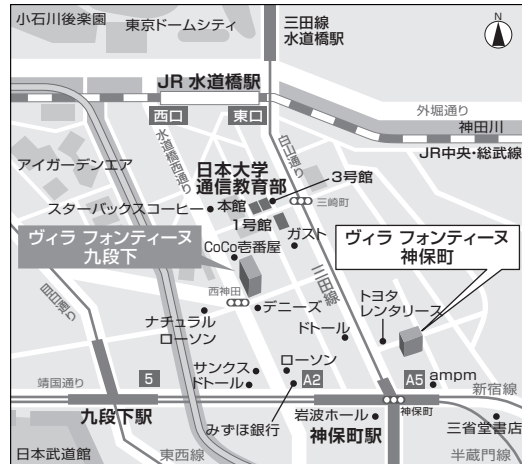 小石川後楽園
東京ドームシティ
三田線
水道橋駅
N
JR 水道橋駅
西口
東口
外堀通り
神田川
JR中央・総武線
水道橋西通り
白山通り
アイガーデンエア
日本大学
通信教育部
3号館
スターバックスコーヒー
本館
1号館
三崎町
ガスト
ヴィラ フォンティーヌ
九段下
CoCo壱番屋
ヴィラ フォンティーヌ
神保町
目白通り
西神田
デニーズ
三田線
トヨタ
レンタリース
ナチュラル
ローソン
ドトール
サンクス
ドトール
ローソン
靖国通り
5
A2
A5
ampm
新宿線
九段下駅
みずほ銀行
岩波ホール
神保町
神保町駅
三省堂書店
日本武道館
東西線
半蔵門線